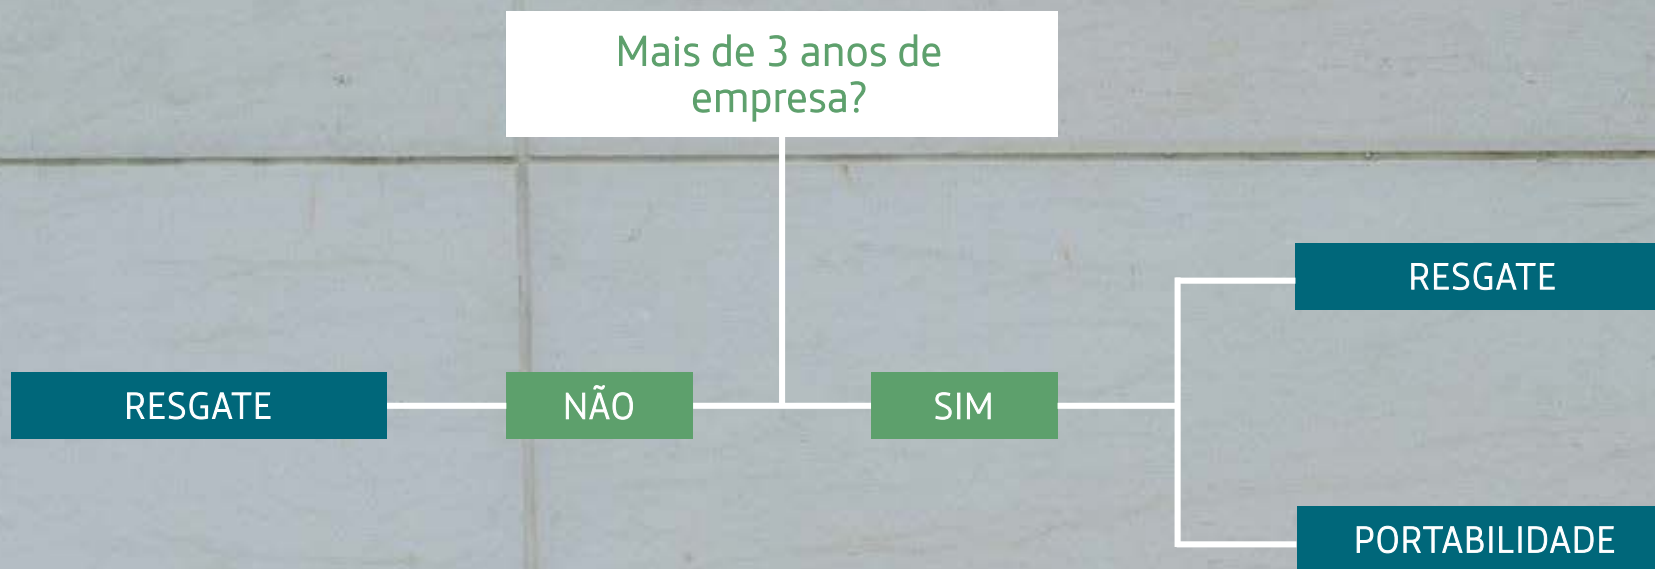 Mais de 3 anos de
empresa?
RESGATE
RESGATE
NÃO
SIM
PORTABILIDADE